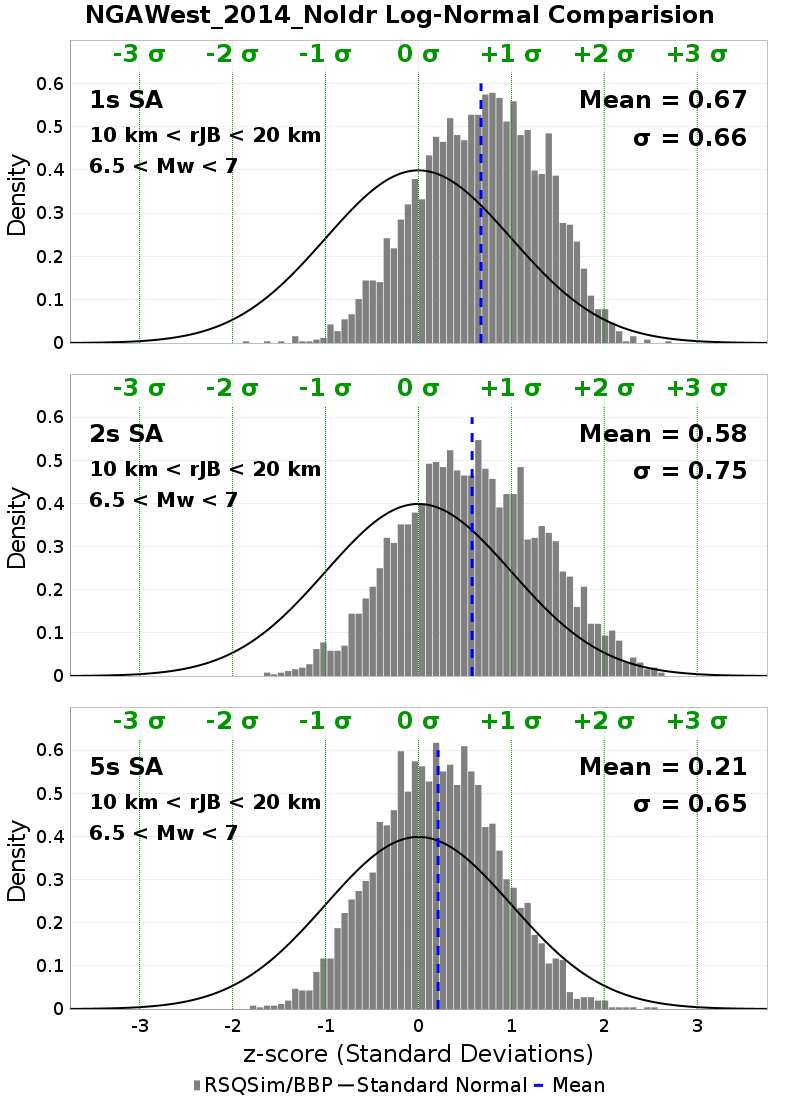 NGAWest_2014_NoIdr Log-Normal Comparision
-3 σ -2 σ -1 σ 0 σ +1 σ +2 σ +3 σ
1s SA
10 km < rJB < 20 km
6.5 < Mw < 7
Mean = 0.67
σ = 0.66
Density
0.6
0.5
0.4
0.3
0.2
0.1
0
-3 σ -2 σ -1 σ 0 σ +1 σ +2 σ +3 σ
2s SA
10 km < rJB < 20 km
6.5 < Mw < 7
Mean = 0.58
σ = 0.75
Density
0.6
0.5
0.4
0.3
0.2
0.1
0
-3 σ -2 σ -1 σ 0 σ +1 σ +2 σ +3 σ
5s SA
10 km < rJB < 20 km
6.5 < Mw < 7
Mean = 0.21
σ = 0.65
Density
0.6
0.5
0.4
0.3
0.2
0.1
0
-3 -2 -1 0 1 2 3
z-score (Standard Deviations)
RSQSim/BBP Standard Normal Mean